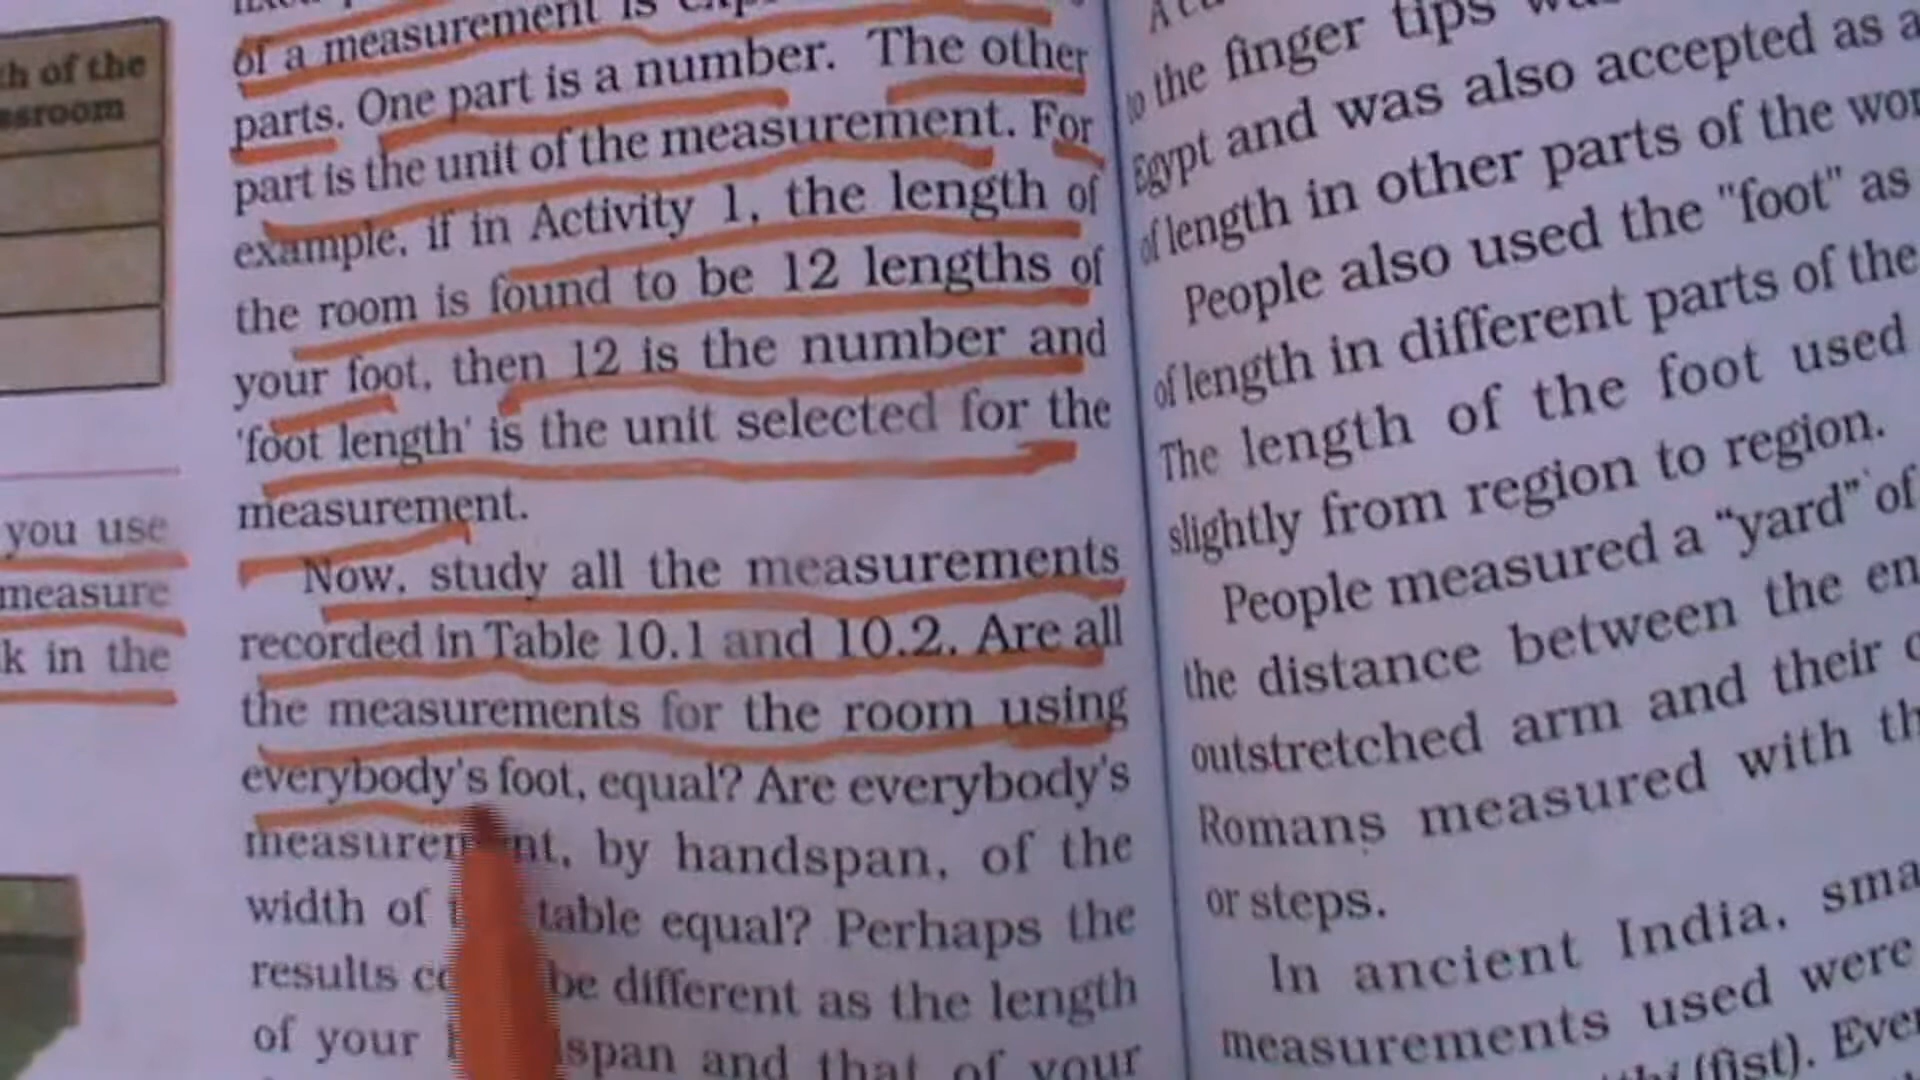 h of the
ssroom
you use
measure
k in the
of a measurement is
parts. One part is a number. The other
part is the unit of the measurement. For
example, if in Activity 1, the length of
the room is found to be 12 lengths of
your foot, then 12 is the number and
'foot length' is the unit selected for the
measurement.
Now, study all the measurements
recorded in Table 10.1 and 10.2. Are all
the measurements for the room using
everybody's foot, equal? Are everybody's
by handspan, of the
width of table equal? Perhaps the
results be different as the length
of your span and that of your
to the finger tips
Egypt and was also accepted as a
of length in other parts of the wor
People also used the "foot" as
of length in different parts of the
The length of the foot used
slightly from region to region.
People measured a "yard" of
the distance between the en
outstretched arm and their c
Romans measured with th
or steps.
In ancient India, sma
measurements used were
(fist). Ever